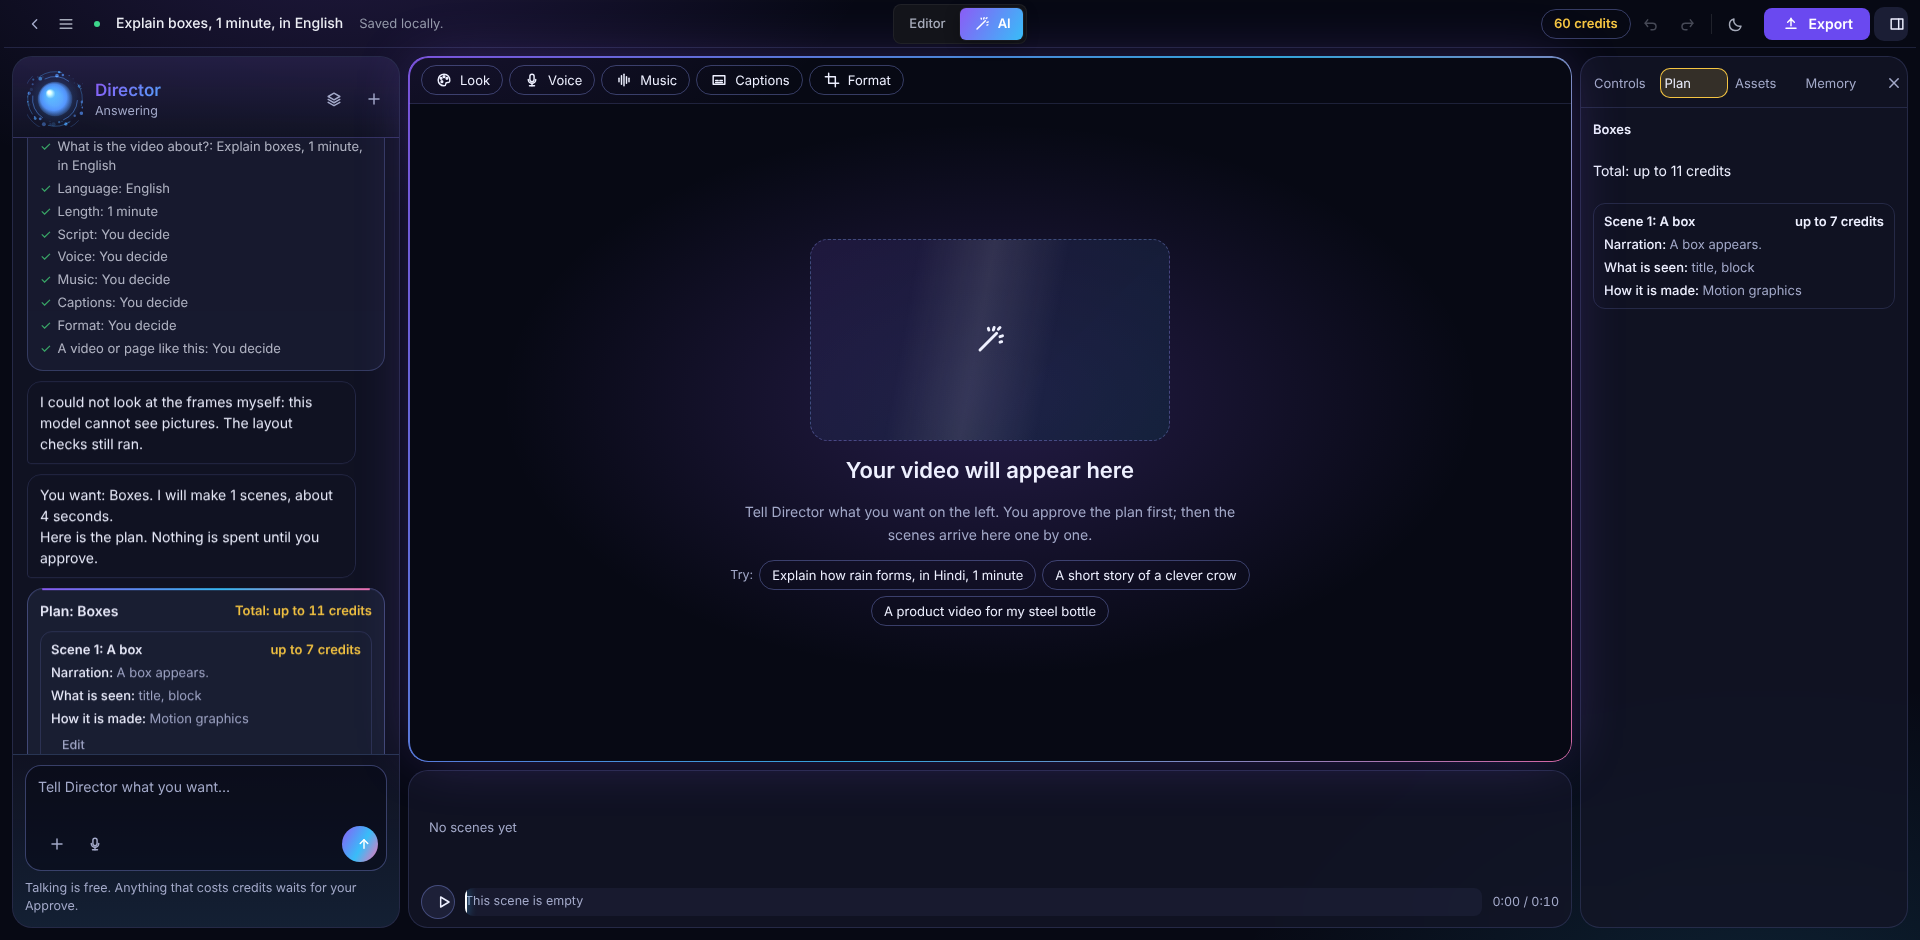 Explain boxes, 1 minute, in English
Saved locally.
Editor
AI
60 credits
Export
Director
Answering
What is the video about?: Explain boxes, 1 minute,
in English
Language: English
Length: 1 minute
Script: You decide
Voice: You decide
Music: You decide
Captions: You decide
Format: You decide
A video or page like this: You decide
I could not look at the frames myself: this
model cannot see pictures. The layout
checks still ran.
You want: Boxes. I will make 1 scenes, about
4 seconds.
Here is the plan. Nothing is spent until you
approve.
Plan: Boxes
Total: up to 11 credits
Scene 1: A box
up to 7 credits
Narration: A box appears.
What is seen: title, block
How it is made: Motion graphics
Edit
Tell Director what you want...
Talking is free. Anything that costs credits waits for your
Approve.
Look
Voice
Music
Captions
Format
Your video will appear here
Tell Director what you want on the left. You approve the plan first; then the
scenes arrive here one by one.
Try:
Explain how rain forms, in Hindi, 1 minute
A short story of a clever crow
A product video for my steel bottle
No scenes yet
This scene is empty
0:00 / 0:10
Controls
Plan
Assets
Memory
Boxes
Total: up to 11 credits
Scene 1: A box
up to 7 credits
Narration: A box appears.
What is seen: title, block
How it is made: Motion graphics